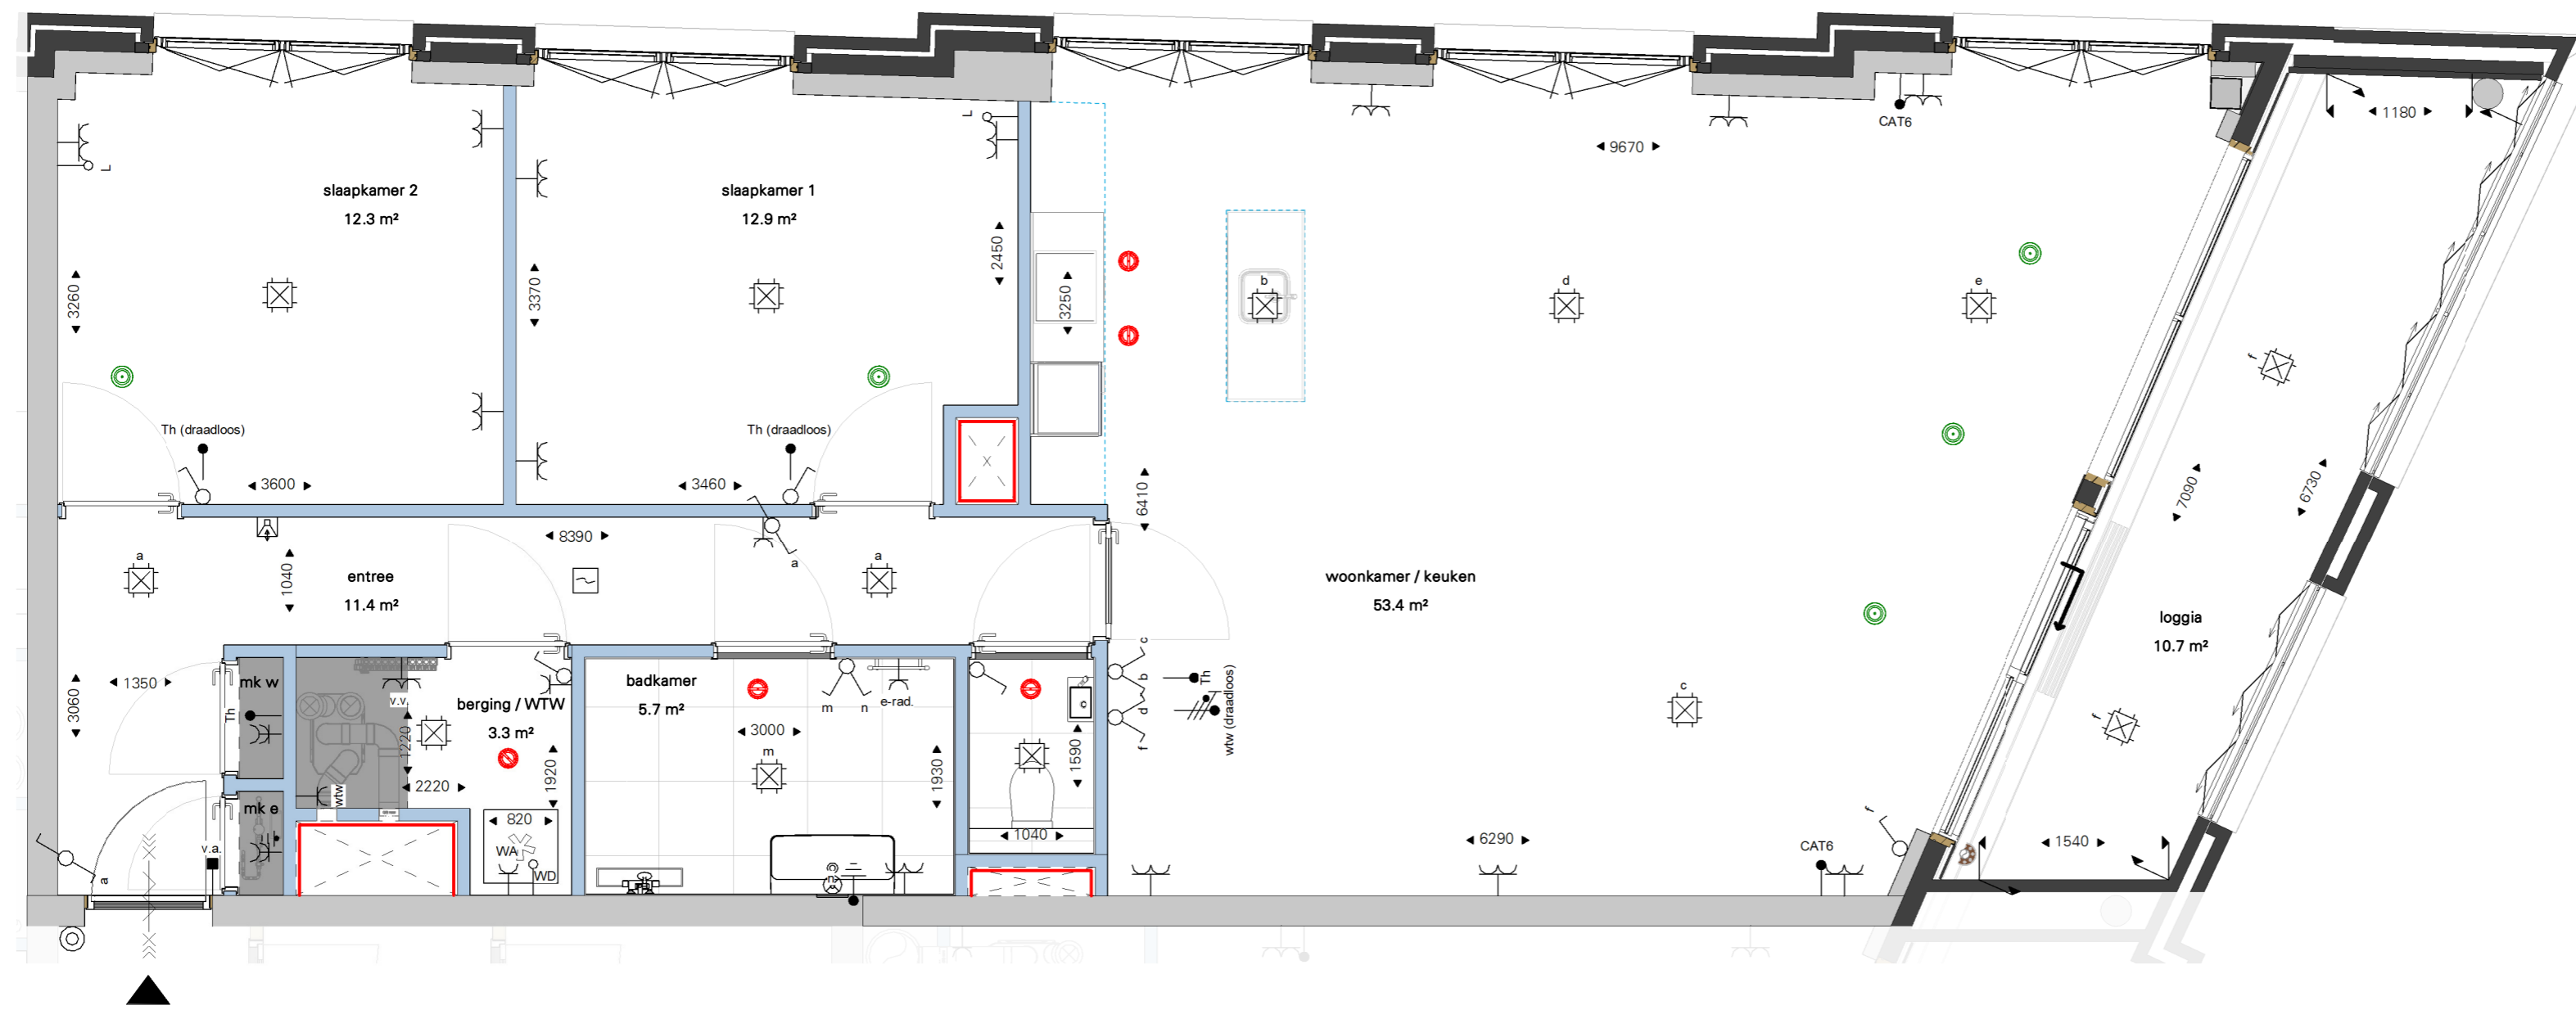 1180
CAT6
9670
L
L
slaapkamer 2
12.3 m²
slaapkamer 1
12.9 m²
2450
3260
3370
3250
b
d
e
f
Th (draadloos)
Th (draadloos)
3600
3460
X
6410
7090
6730
8390
a
a
a
1040
entree
11.4 m²
woonkamer / keuken
53.4 m²
loggia
10.7 m²
1350
3060
mk w
Th
v.v.
berging / WTW
3.3 m²
1220
2220
1920
badkamer
5.7 m²
m
n
e-rad.
3000
m
1930
1590
1040
c
b
d
f
Th
wtw (draadloos)
c
f
f
mk e
wtw
v.a.
a
820
WA
WD
n
6290
CAT6
1540